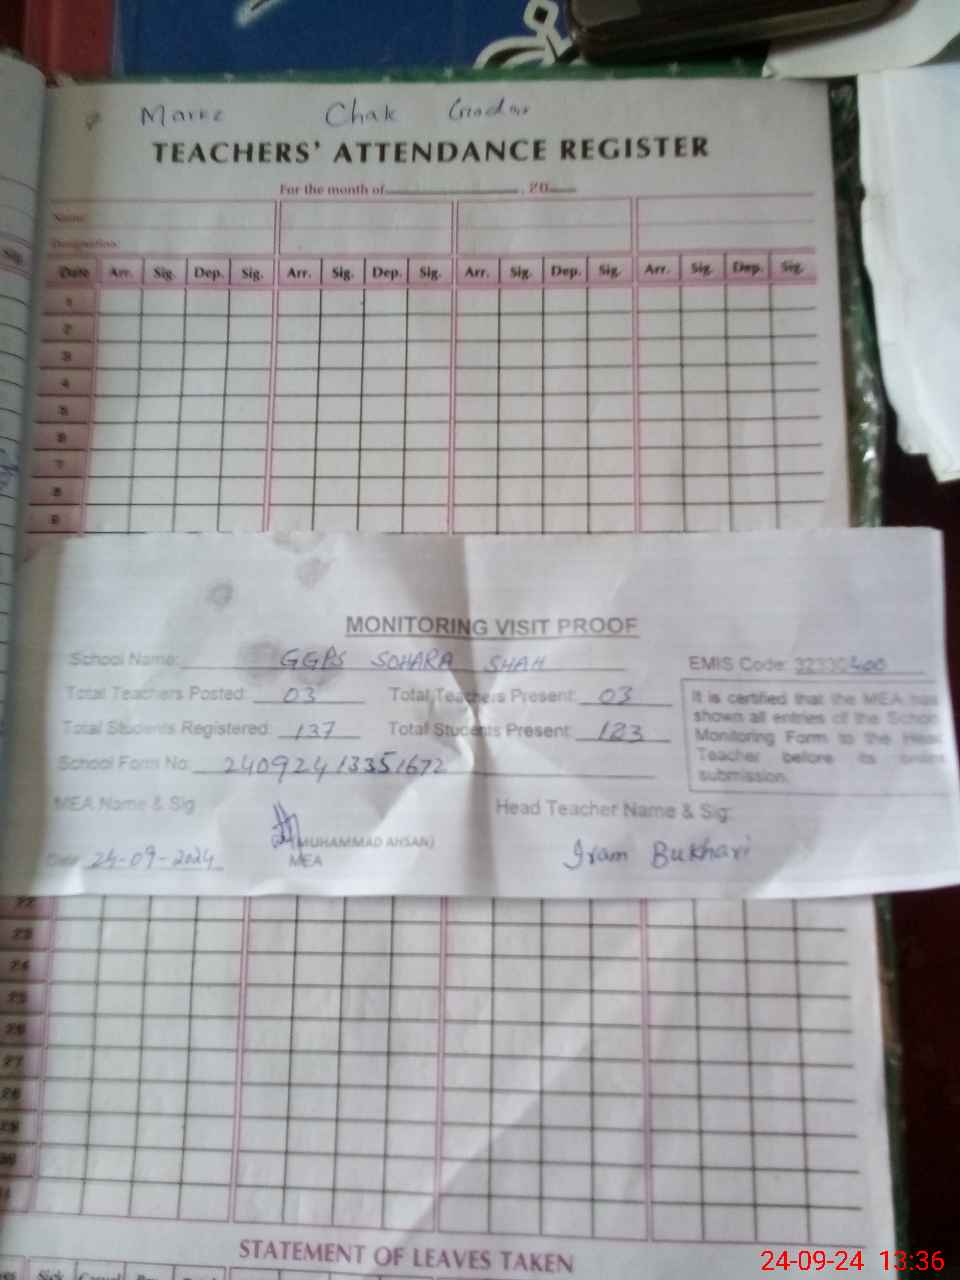 Marke Chak
TEACHERS' ATTENDANCE REGISTER
For the month of ________ , 20__
Name
Designation:
Date Arr. Sig. Dep. Sig. Arr. Sig. Dep. Sig. Arr. Sig. Dep. Sig. Arr. Sig. Dep. Sig.
1
2
3
4
5
6
7
8
9
MONITORING VISIT PROOF
School Name: GGPS SOHARA SHAH
EMIS Code: 32330400
Total Teachers Posted: 03 Total Teachers Present: 03
Total Students Registered: 137 Total Students Present: 123
School Form No: 24092413351672
It is certified that the MEA has
shown all entries of the School
Monitoring Form to the Head
Teacher before its online
submission.
MEA Name & Sig
Head Teacher Name & Sig:
(MUHAMMAD AHSAN)
MEA
Date 24-09-2024
Iram Bukhari
22
23
24
25
26
27
28
29
30
31
STATEMENT OF LEAVES TAKEN
Sick Casual
24-09-24 13:36